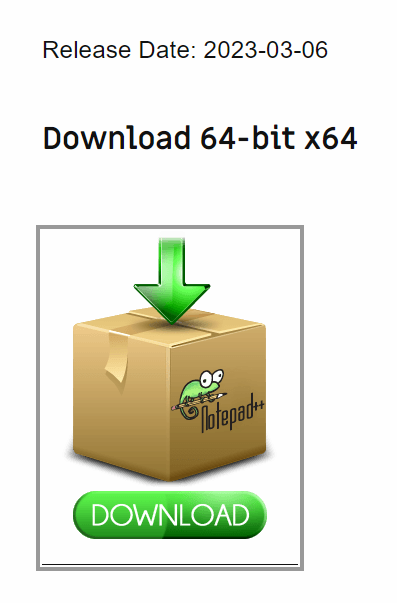 Release Date: 2023-03-06
Download 64-bit x64
Notepad++
DOWNLOAD